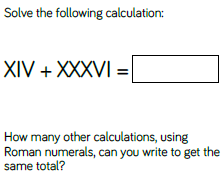 Solve the following calculation:
XIV + XXXVI =
How many other calculations, using
Roman numerals, can you write to get the
same total?